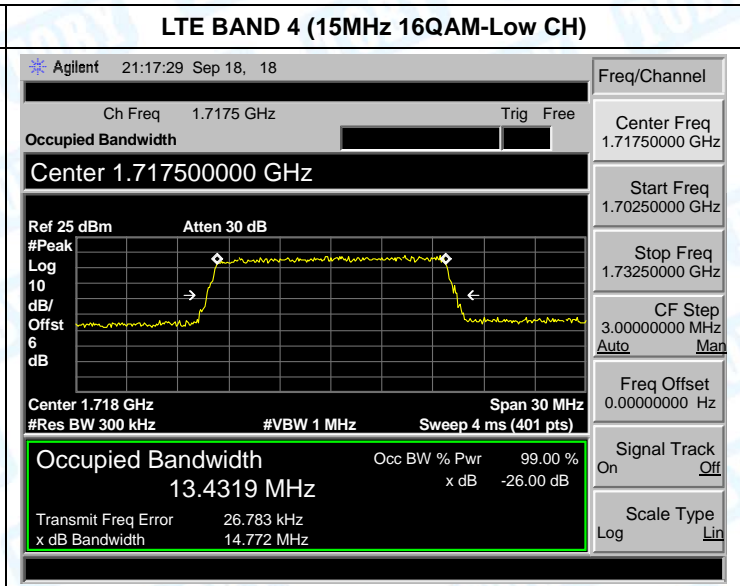 LTE BAND 4 (15MHz 16QAM-Low CH)
Agilent 21:17:29 Sep 18, 18
Freq/Channel
Ch Freq 1.7175 GHz Trig Free
Occupied Bandwidth
Center 1.717500000 GHz
Center Freq
1.71750000 GHz
Start Freq
1.70250000 GHz
Stop Freq
1.73250000 GHz
CF Step
3.00000000 MHz
Auto Man
Freq Offset
0.00000000 Hz
Signal Track
On Off
Scale Type
Log Lin
Ref 25 dBm Atten 30 dB
#Peak
Log
10
dB/
Offst
6
dB
Center 1.718 GHz Span 30 MHz
#Res BW 300 kHz #VBW 1 MHz Sweep 4 ms (401 pts)
Occupied Bandwidth Occ BW % Pwr 99.00 %
13.4319 MHz x dB -26.00 dB
Transmit Freq Error 26.783 kHz
x dB Bandwidth 14.772 MHz